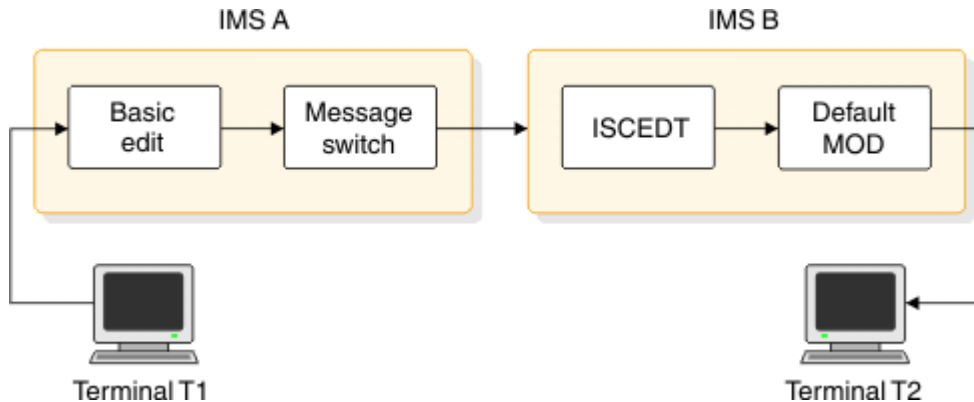 IMS A
IMS B
Basic
edit
Message
switch
ISCEDT
Default
MOD
Terminal T1
Terminal T2